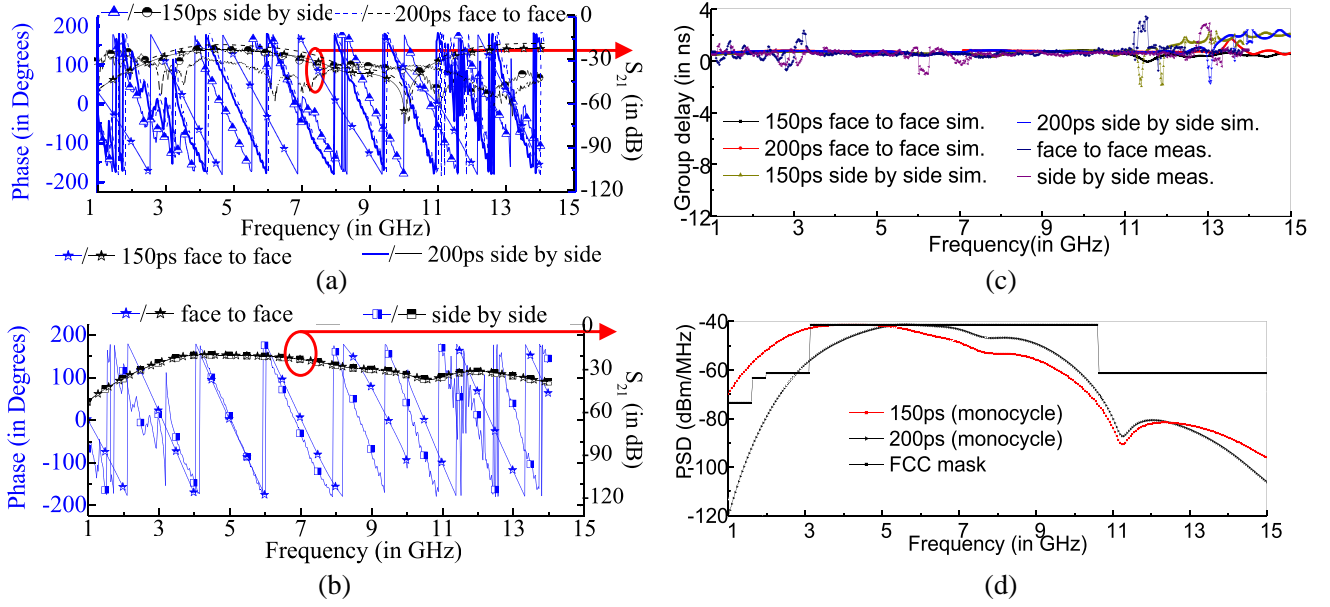 150ps side by side
200ps face to face
Phase (in Degrees)
200
100
0
-100
-200
0
-30
-60
-90
-120
S21 (in dB)
1 3 5 7 9 11 13 15
Frequency (in GHz)
150ps face to face
200ps side by side
(a)
face to face
side by side
Phase (in Degrees)
200
100
0
-100
-200
0
-30
-60
-90
-120
S21 (in dB)
1 3 5 7 9 11 13 15
Frequency (in GHz)
(b)
Group delay (in ns)
4
0
-4
-8
-12
150ps face to face sim.
200ps face to face sim.
150ps side by side sim.
200ps side by side sim.
face to face meas.
side by side meas.
1 3 5 7 9 11 13 15
Frequency(in GHz)
(c)
PSD (dBm/MHz)
-40
-60
-80
-100
-120
150ps (monocycle)
200ps (monocycle)
FCC mask
1 3 5 7 9 11 13 15
Frequency (in GHz)
(d)